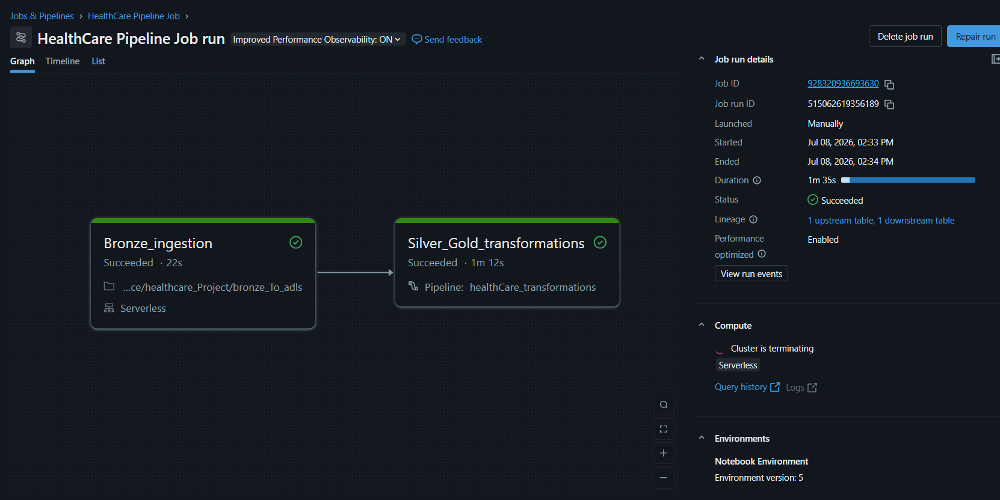 Jobs & Pipelines › HealthCare Pipeline Job ›
HealthCare Pipeline Job run Improved Performance Observability: ON Send feedback
Delete job run Repair run
Graph Timeline List
Bronze_ingestion
Succeeded · 22s
...ce/healthcare_Project/bronze_To_adls
Serverless
Silver_Gold_transformations
Succeeded · 1m 12s
Pipeline: healthCare_transformations
Job run details
Job ID 928320936693630
Job run ID 515062619356189
Launched Manually
Started Jul 08, 2026, 02:33 PM
Ended Jul 08, 2026, 02:34 PM
Duration 1m 35s
Status Succeeded
Lineage 1 upstream table, 1 downstream table
Performance optimized Enabled
View run events
Compute
Cluster is terminating
Serverless
Query history Logs
Environments
Notebook Environment
Environment version: 5